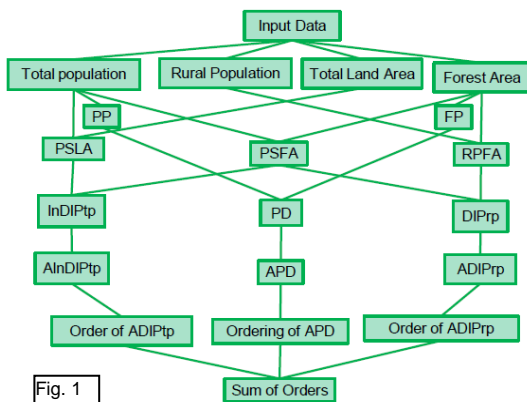 Input Data
Total population
Rural Population
Total Land Area
Forest Area
PP
FP
PSLA
PSFA
RPFA
InDIPtp
PD
DIPrp
AInDIPtp
APD
ADIPrp
Order of ADIPtp
Ordering of APD
Order of ADIPrp
Fig. 1
Sum of Orders